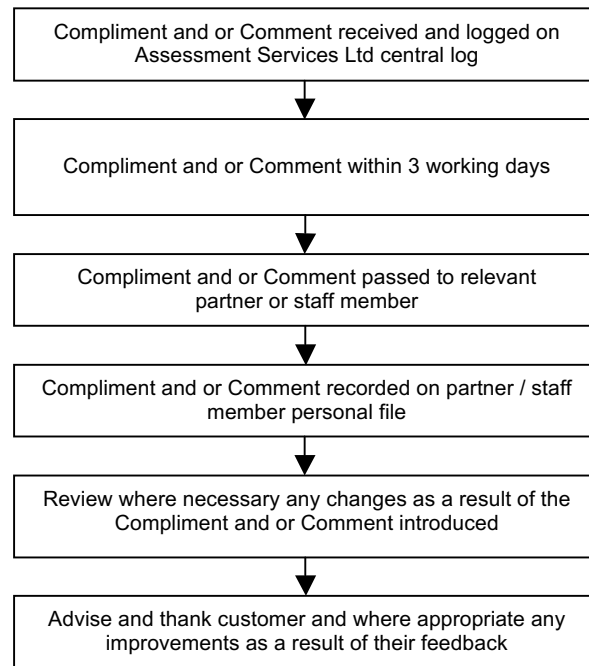 Compliment and or Comment received and logged on
Assessment Services Ltd central log
Compliment and or Comment within 3 working days
Compliment and or Comment passed to relevant
partner or staff member
Compliment and or Comment recorded on partner / staff
member personal file
Review where necessary any changes as a result of the
Compliment and or Comment introduced
Advise and thank customer and where appropriate any
improvements as a result of their feedback